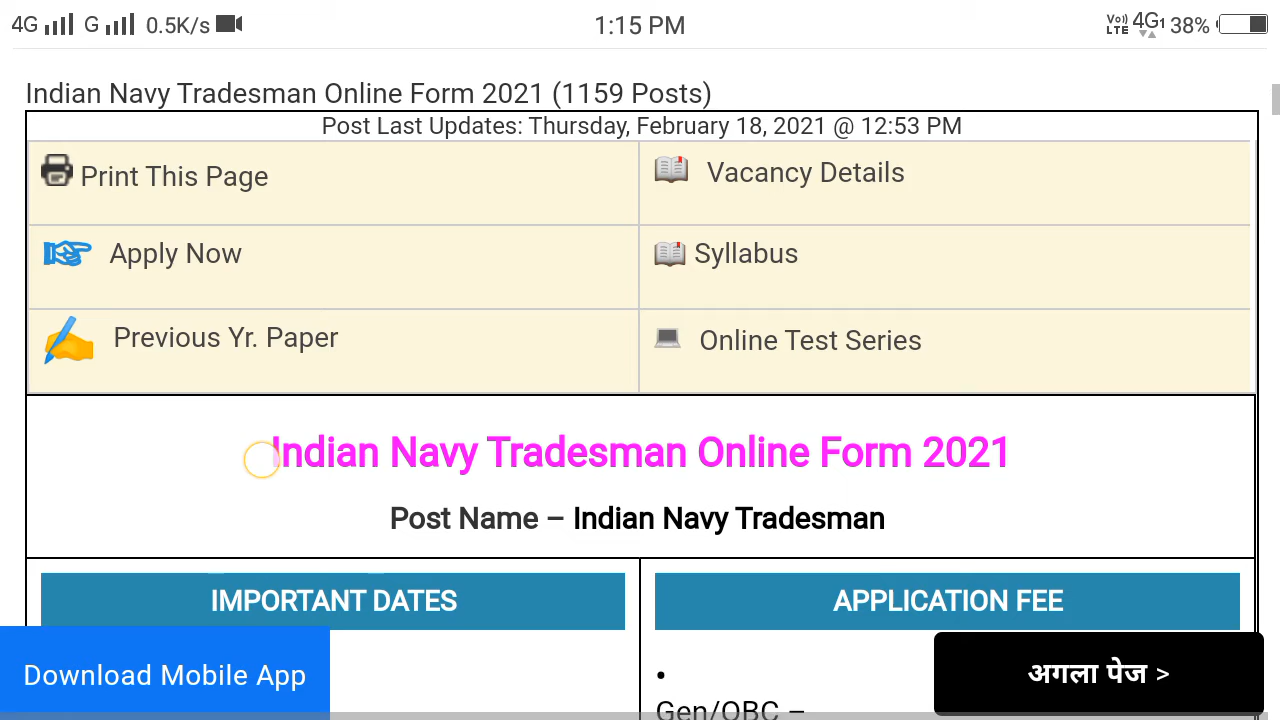 4G G 0.5K/s 1:15 PM Vo)) LTE 4G1 38%
Indian Navy Tradesman Online Form 2021 (1159 Posts)
Post Last Updates: Thursday, February 18, 2021 @ 12:53 PM
Print This Page Vacancy Details
Apply Now Syllabus
Previous Yr. Paper Online Test Series
Indian Navy Tradesman Online Form 2021
Post Name – Indian Navy Tradesman
IMPORTANT DATES APPLICATION FEE
Download Mobile App • अगला पेज >
Gen/OBC –